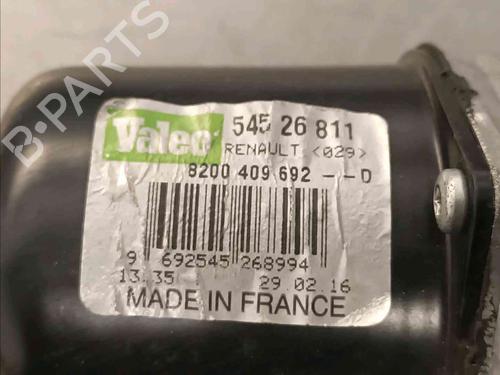 Valeo 545 26 811
RENAULT <029>
8200 409 692 --D
9 692545 268994
13.35 29.02.16
MADE IN FRANCE
B-PARTS